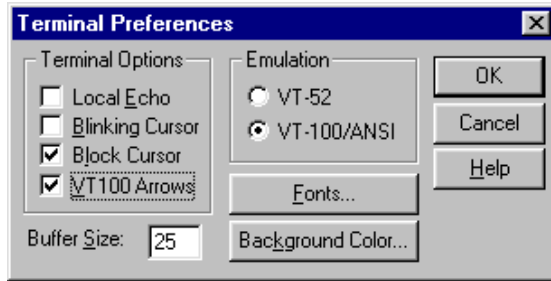 Terminal Preferences
Terminal Options
Local Echo
Blinking Cursor
Block Cursor
VT100 Arrows
Buffer Size: 25
Emulation
VT-52
VT-100/ANSI
Fonts...
Background Color...
OK
Cancel
Help